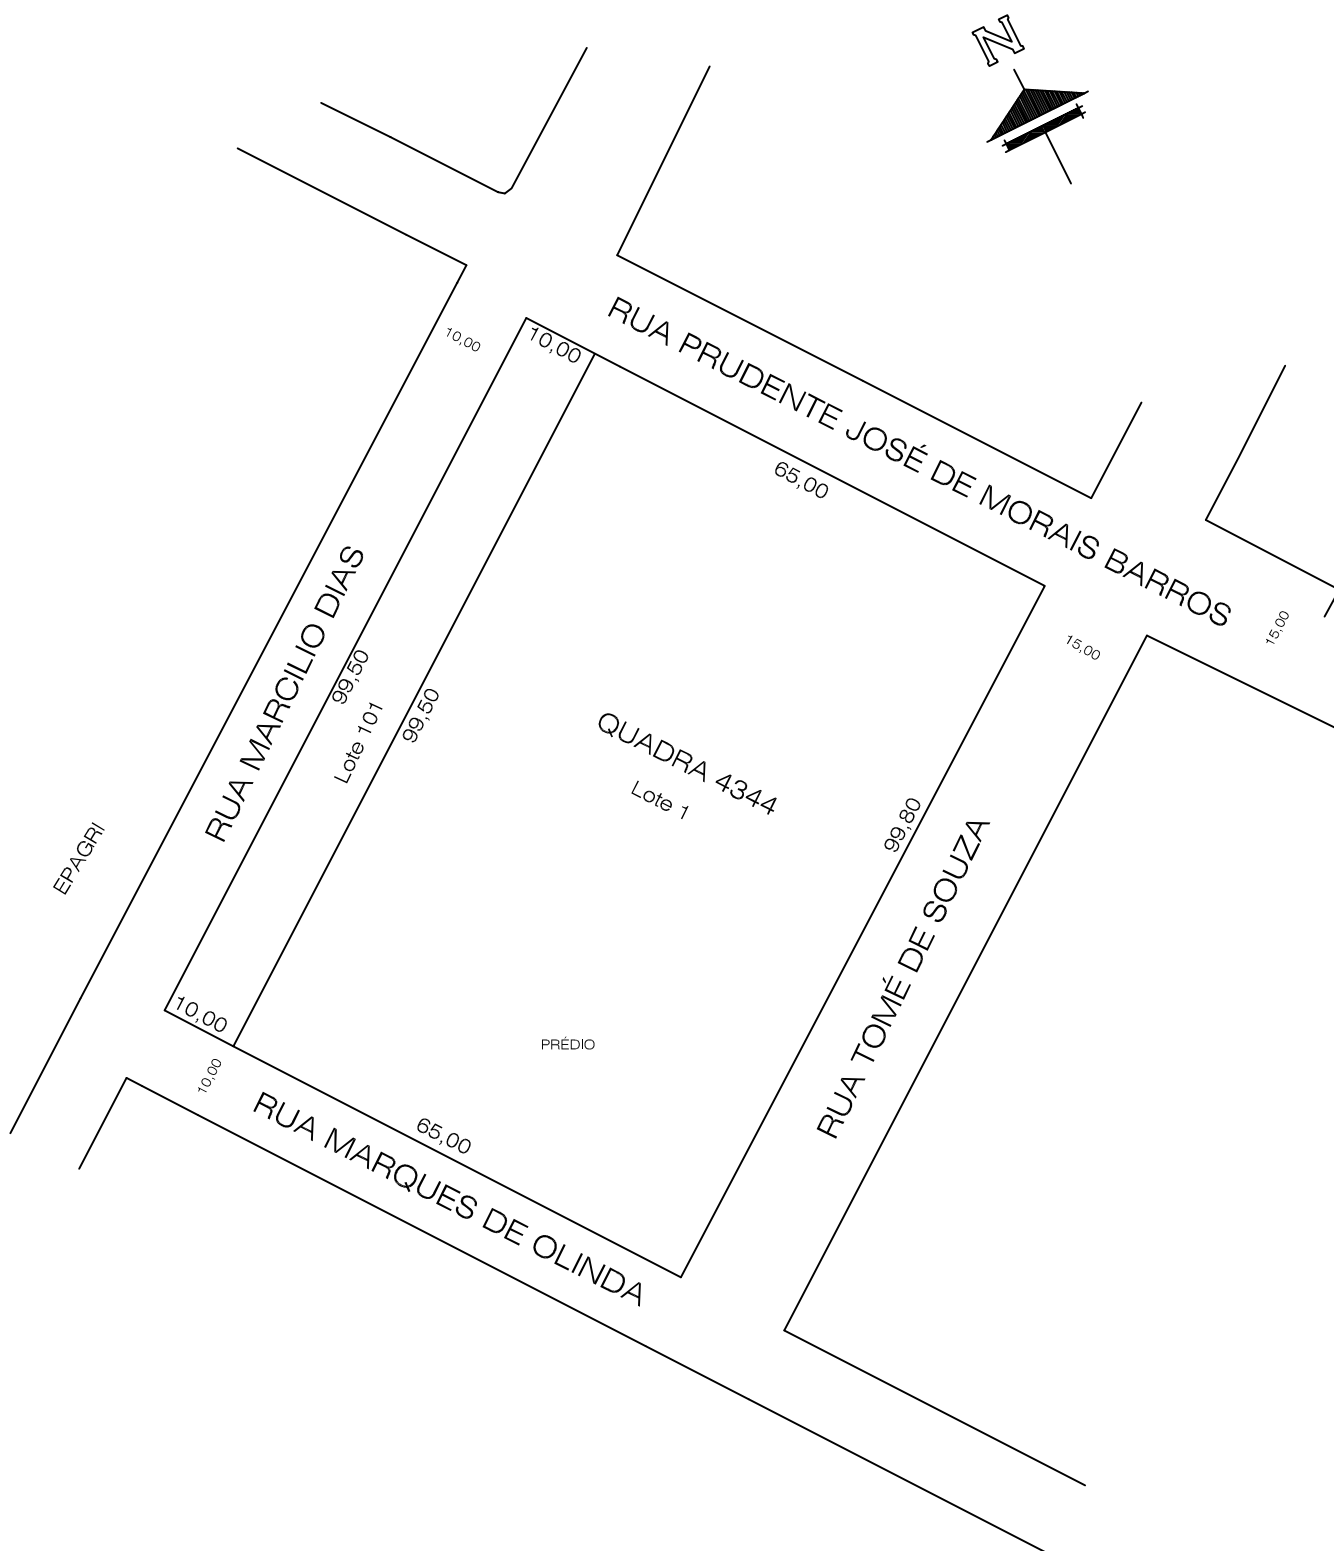 N
RUA PRUDENTE JOSÉ DE MORAIS BARROS
10,00
10,00
65,00
15,00
15,00
RUA MARCILIO DIAS
99,50
Lote 101
99,50
QUADRA 4344
Lote 1
99,80
RUA TOMÉ DE SOUZA
EPAGRI
10,00
PRÉDIO
10,00
65,00
RUA MARQUES DE OLINDA